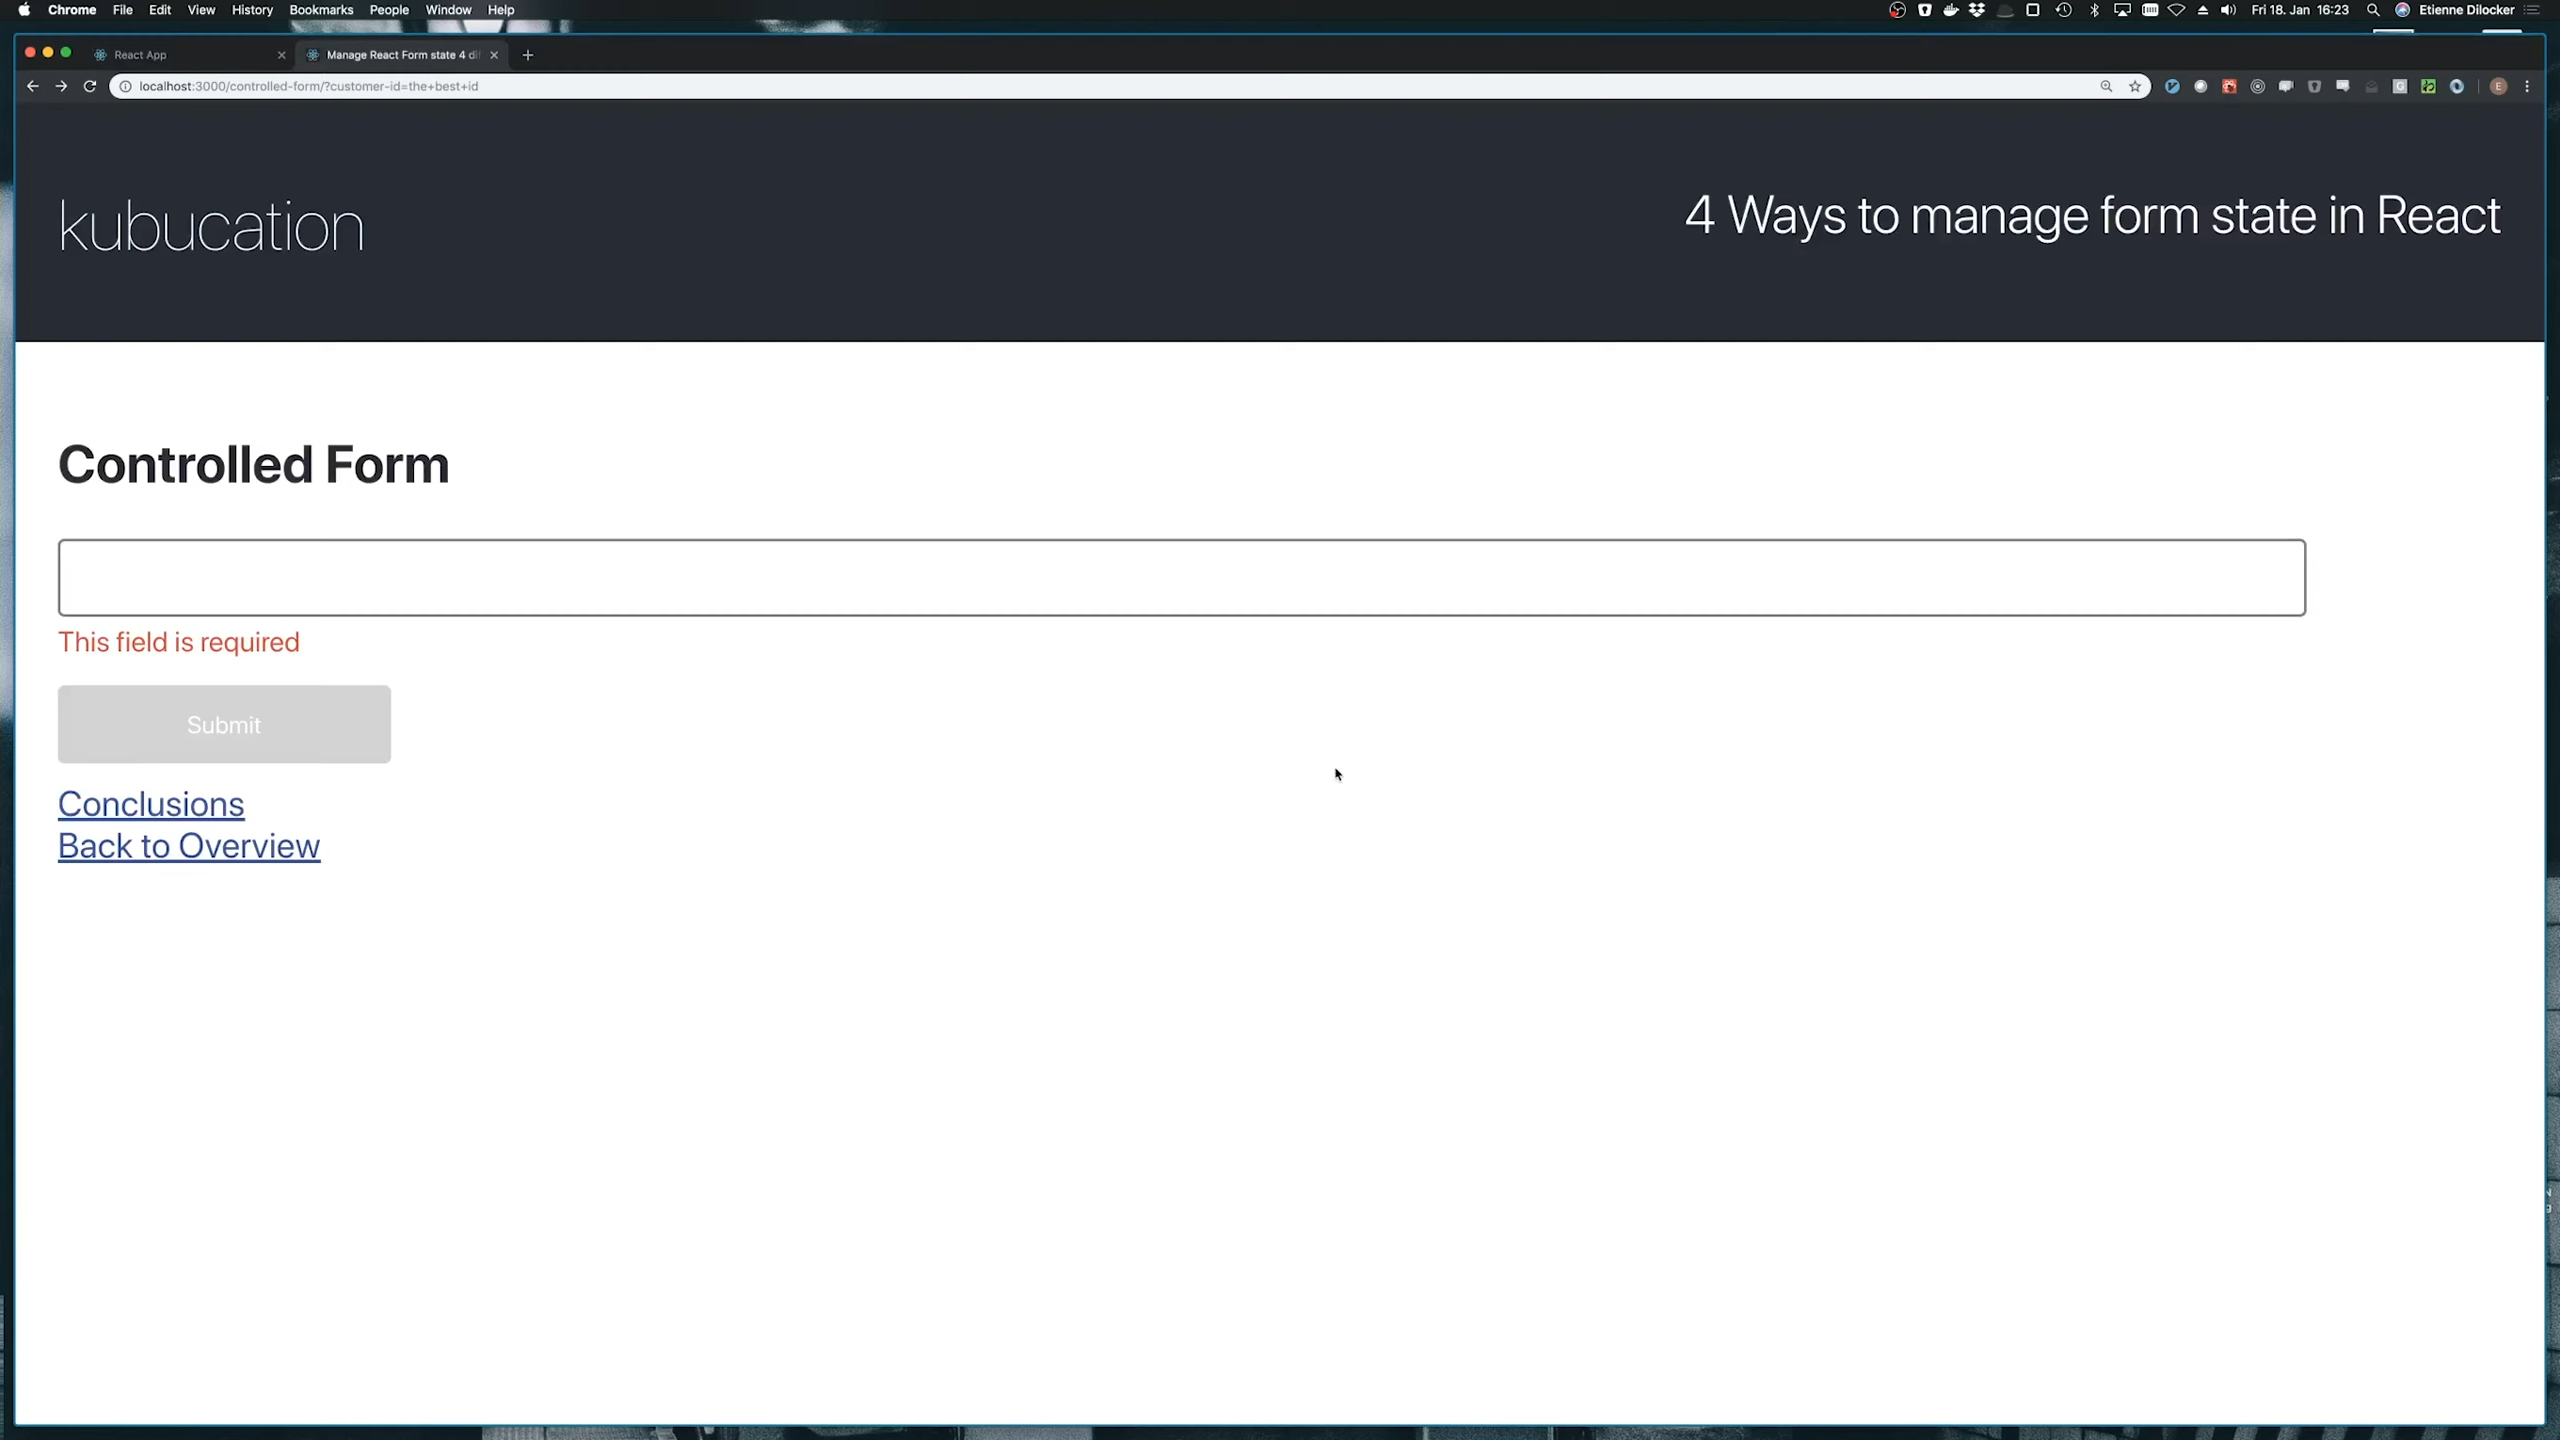 Chrome File Edit View History Bookmarks People Window Help Fri 18. Jan 16:23 Etienne Dilocker
React App Manage React Form state 4 di
localhost:3000/controlled-form/?customer-id=the+best+id
kubucation
4 Ways to manage form state in React
Controlled Form
This field is required
Submit
Conclusions
Back to Overview